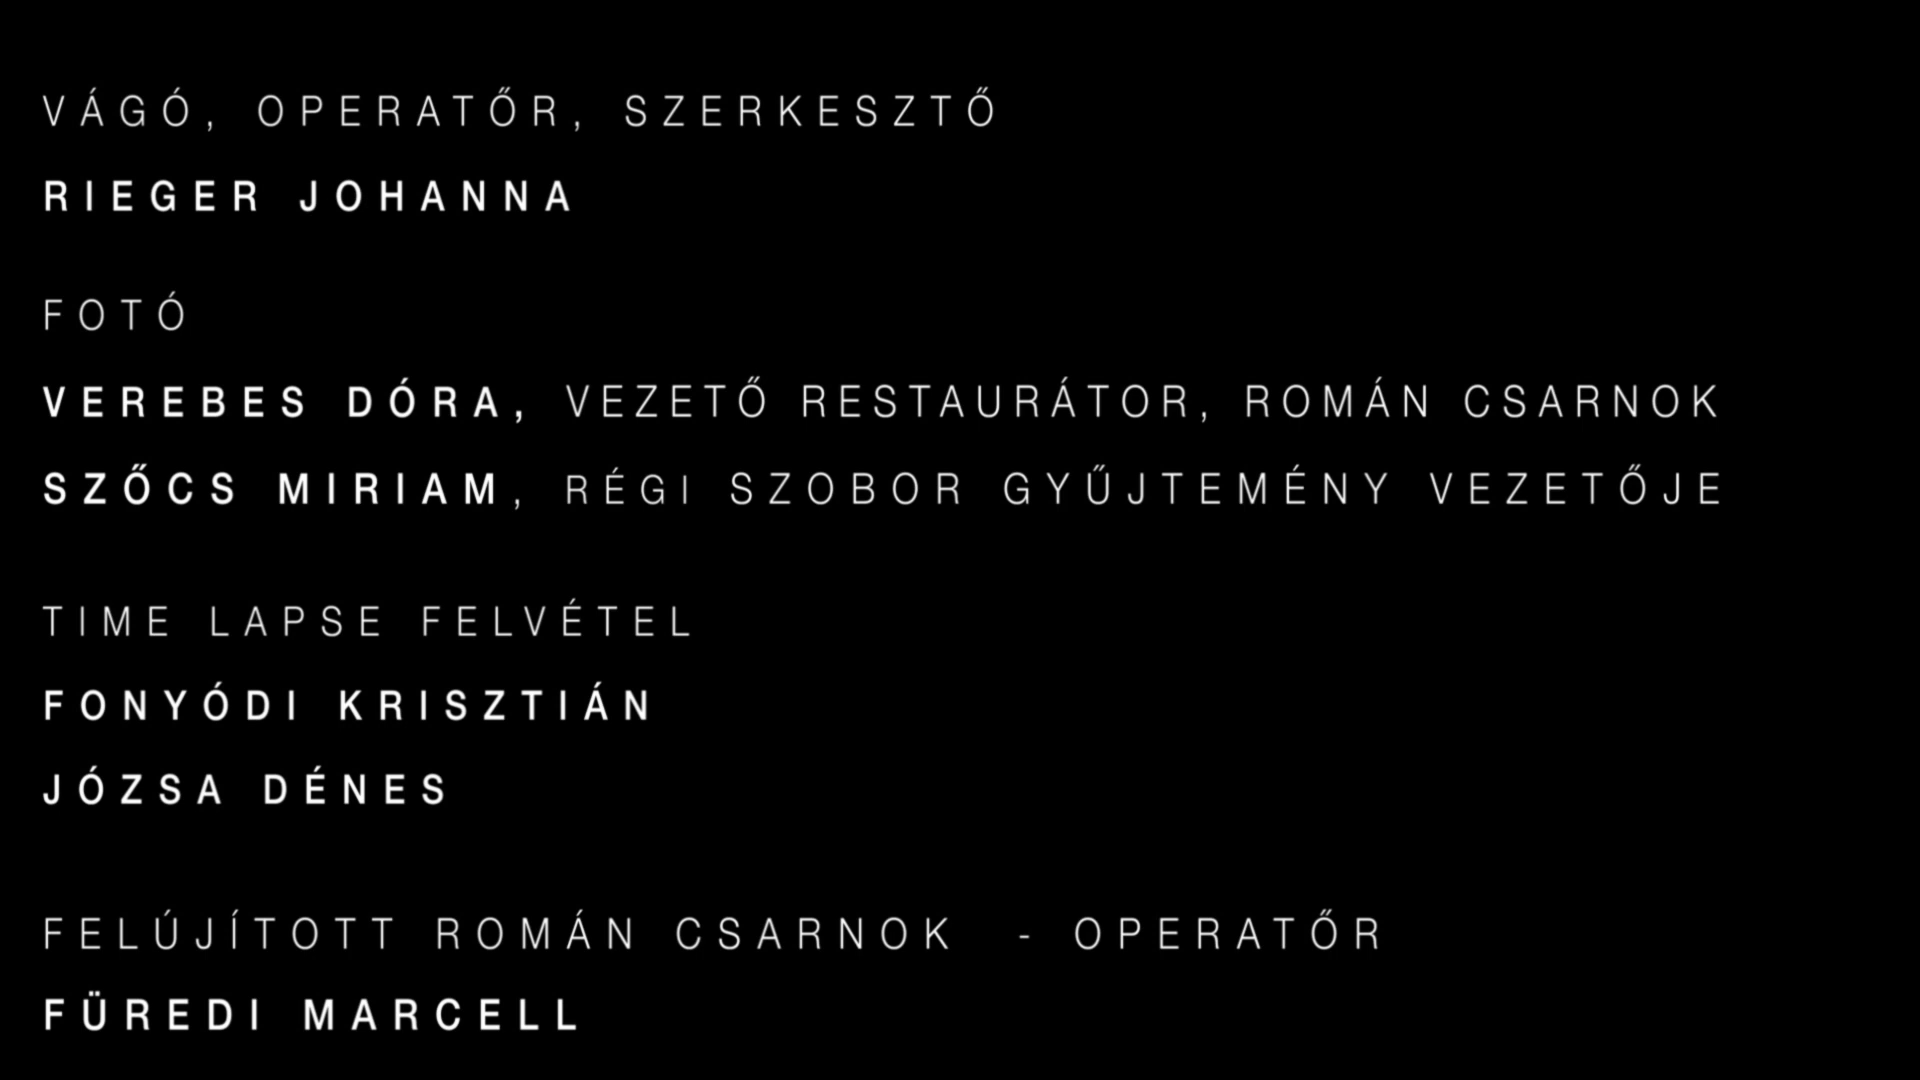 VÁGÓ, OPERATŐR, SZERKESZTŐ
RIEGER JOHANNA
FOTÓ
VEREBES DÓRA, VEZETŐ RESTAURÁTOR, ROMÁN CSARNOK
SZŐCS MIRIAM, RÉGI SZOBOR GYŰJTEMÉNY VEZETŐJE
TIME LAPSE FELVÉTEL
FONYÓDI KRISZTIÁN
JÓZSA DÉNES
FELÚJÍTOTT ROMÁN CSARNOK - OPERATŐR
FÜREDI MARCELL